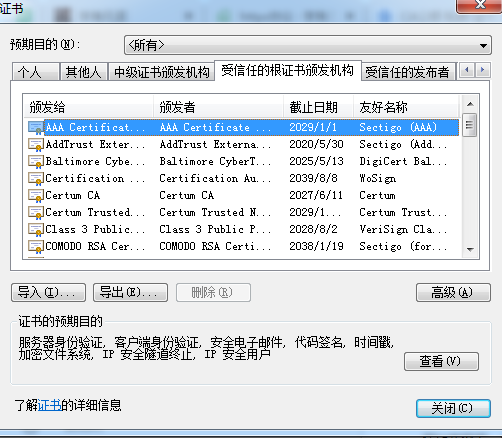 证书
预期目的(N):
<所有>
个人 其他人 中级证书颁发机构 受信任的根证书颁发机构 受信任的发布者
颁发给 颁发者 截止日期 友好名称
AAA Certificat... AAA Certificate ... 2029/1/1 Sectigo (AAA)
AddTrust Exter... AddTrust Externa... 2020/5/30 Sectigo (Add...
Baltimore Cybe... Baltimore CyberT... 2025/5/13 DigiCert Bal...
Certification ... Certification Au... 2039/8/8 WoSign
Certum CA Certum CA 2027/6/11 Certum
Certum Trusted... Certum Trusted N... 2029/1... Certum Trust...
Class 3 Public... Class 3 Public P... 2028/8/2 VeriSign Cla...
COMODO RSA Cer... COMODO RSA Certi... 2038/1/19 Sectigo (for...
导入(I)... 导出(E)... 删除(R) 高级(A)
证书的预期目的
服务器身份验证, 客户端身份验证, 安全电子邮件, 代码签名, 时间戳,
加密文件系统, IP 安全隧道终止, IP 安全用户
查看(V)
了解证书的详细信息
关闭(C)